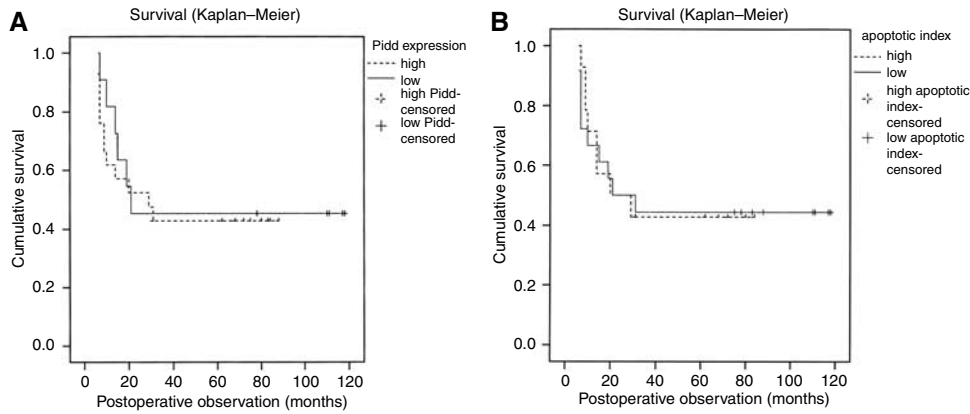 A
Survival (Kaplan–Meier)
Pidd expression
high
low
high Pidd-
censored
low Pidd-
censored
1.0
0.8
0.6
0.4
0.2
0.0
Cumulative survival
0 20 40 60 80 100 120
Postoperative observation (months)
B
Survival (Kaplan–Meier)
apoptotic index
high
low
high apoptotic
index-
censored
low apoptotic
index-
censored
1.0
0.8
0.6
0.4
0.2
0.0
Cumulative survival
0 20 40 60 80 100 120
Postoperative observation (months)